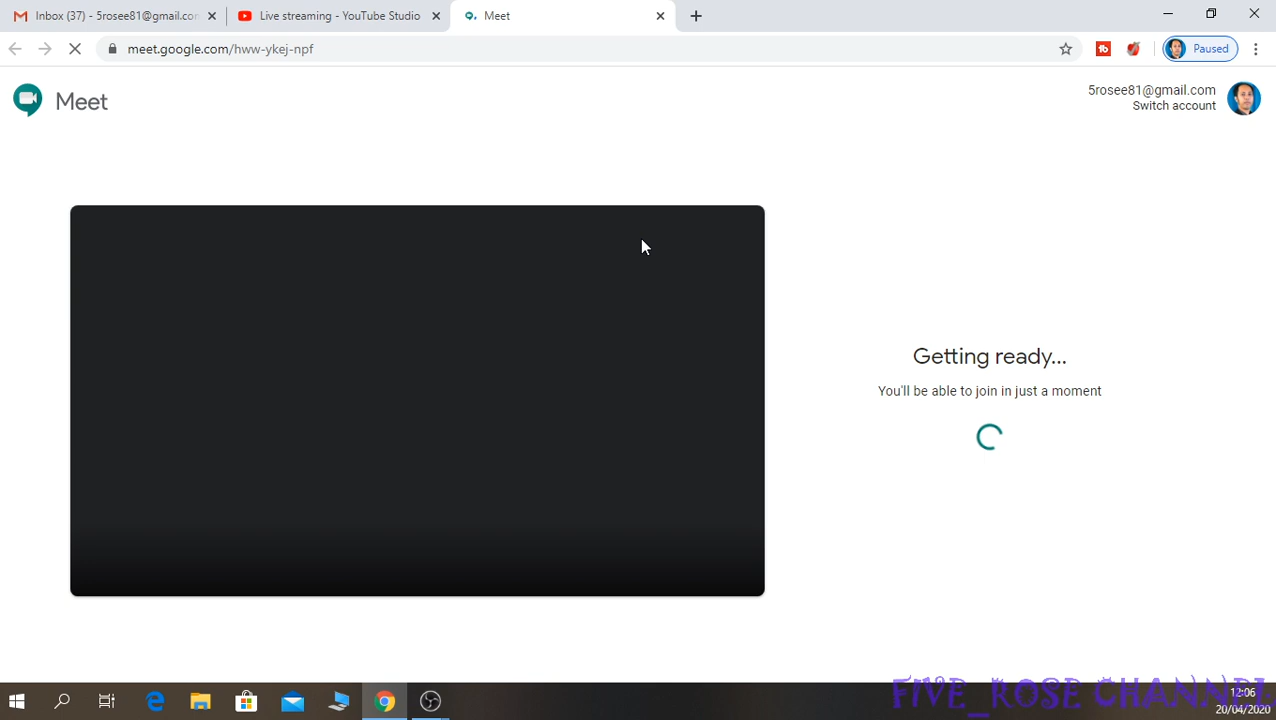 Inbox (37) - 5rosee81@gmail.co
Live streaming - YouTube Studio
Meet
meet.google.com/hww-ykej-npf
Paused
Meet
5rosee81@gmail.com
Switch account
Getting ready...
You'll be able to join in just a moment
FIVE_ROSE CHANNEL
12:06
20/04/2020